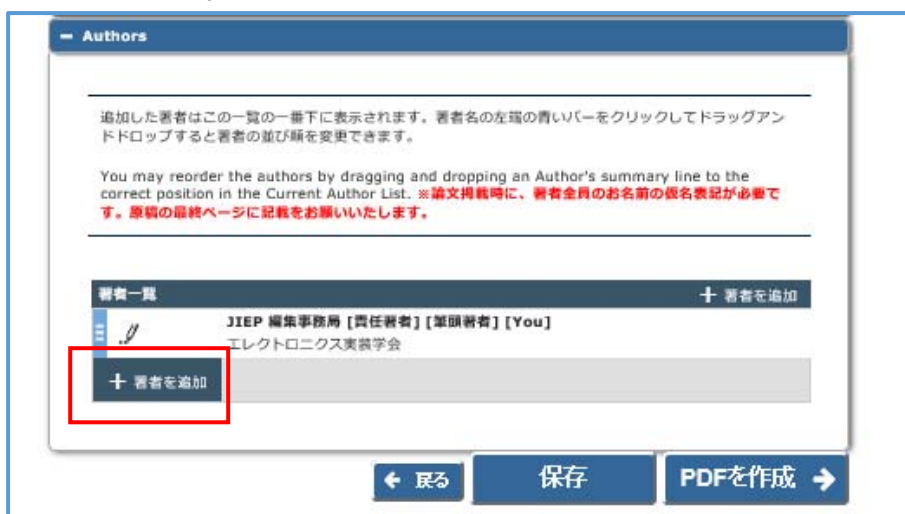 − Authors
追加した著者はこの一覧の一番下に表示されます。著者名の左端の青いバーをクリックしてドラッグアン
ドドロップすると著者の並び順を変更できます。
You may reorder the authors by dragging and dropping an Author's summary line to the
correct position in the Current Author List. ※論文掲載時に、著者全員のお名前の仮名表記が必要で
す。原稿の最終ページに記載をお願いいたします。
著者一覧
+ 著者を追加
JIEP 編集事務局 [責任著者] [筆頭著者] [You]
エレクトロニクス実装学会
+ 著者を追加
← 戻る
保存
PDFを作成 →